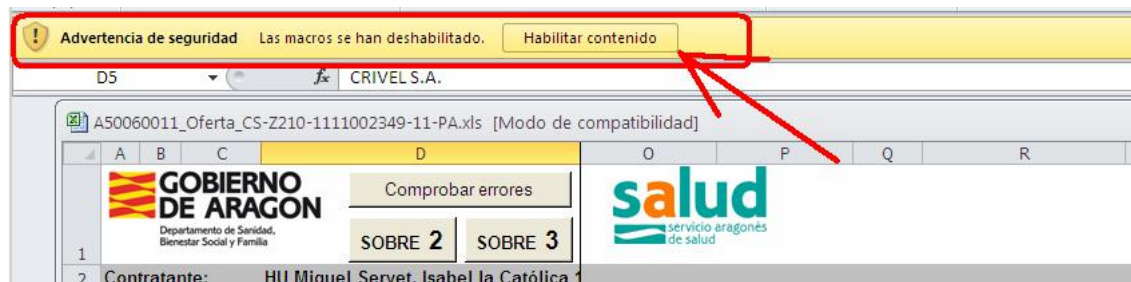 Advertencia de seguridad Las macros se han deshabilitado. Habilitar contenido
D5 fx CRIVEL S.A.
A50060011_Oferta_CS-Z210-1111002349-11-PA.xls [Modo de compatibilidad]
A B C D O P Q R
GOBIERNO
DE ARAGON
Departamento de Sanidad,
Bienestar Social y Familia
Comprobar errores
SOBRE 2 SOBRE 3
salud
servicio aragonés
de salud
1
2 Contratante: HU Miguel Servet. Isabel la Católica 1